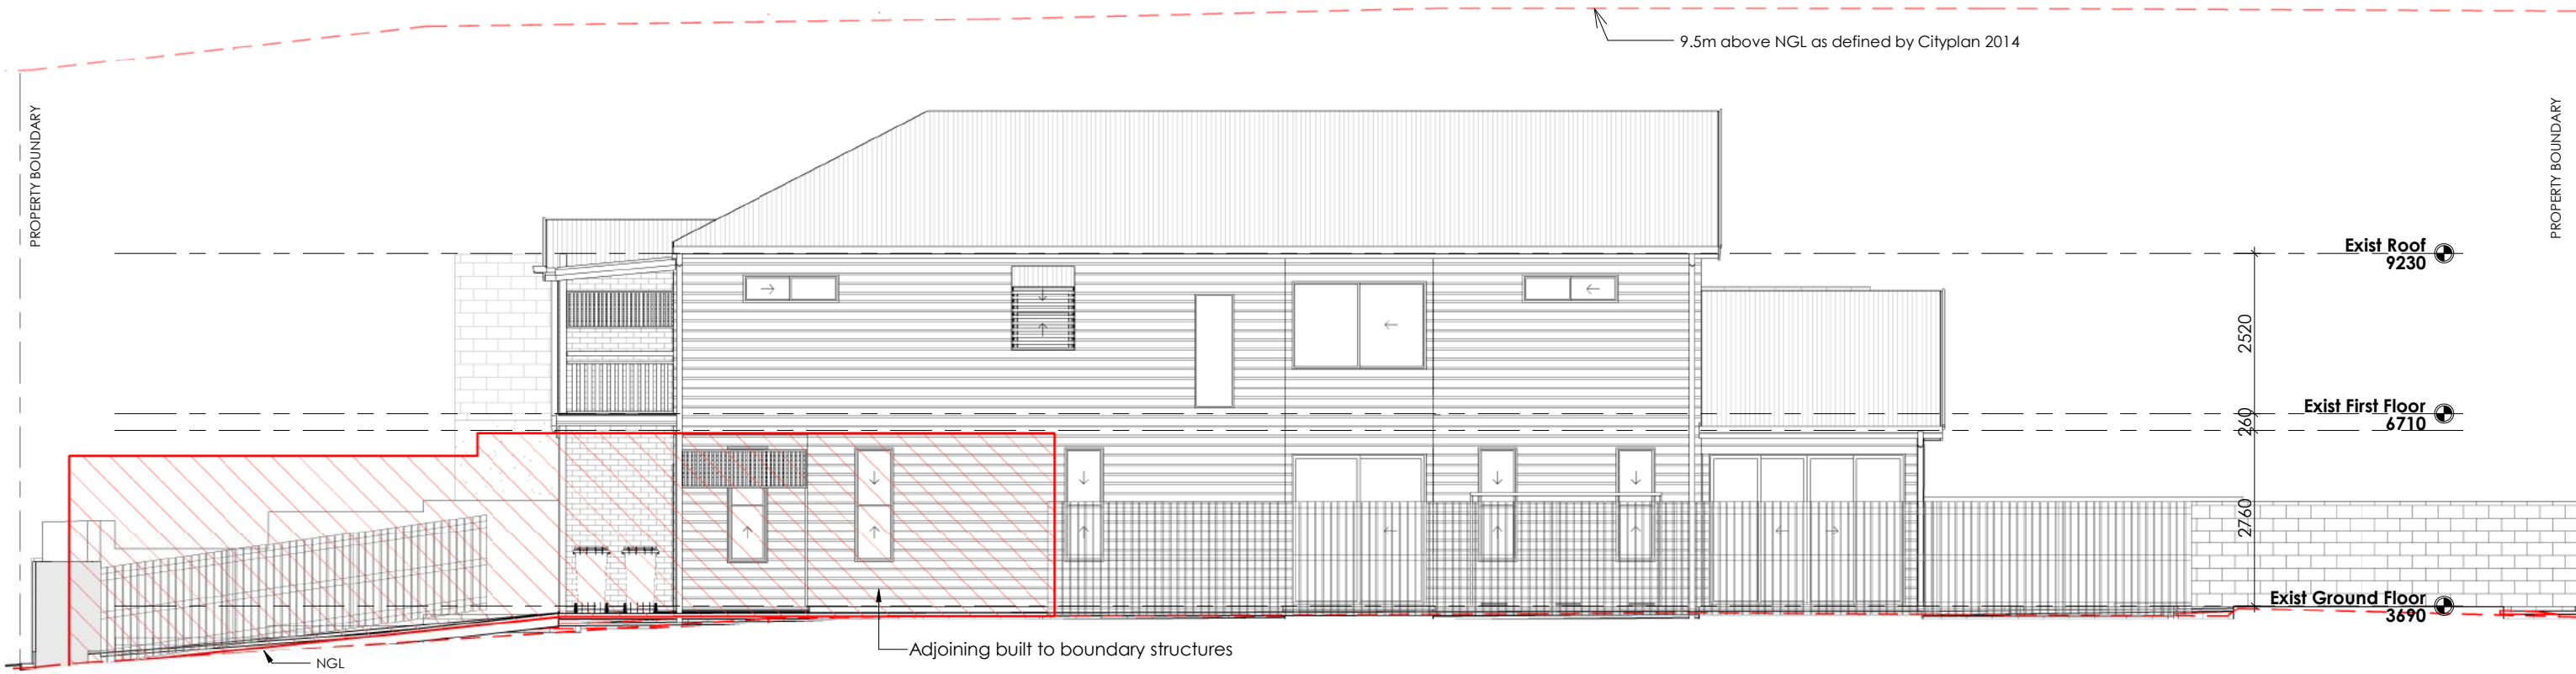 9.5m above NGL as defined by Cityplan 2014
PROPERTY BOUNDARY
PROPERTY BOUNDARY
Exist Roof
9230
2520
Exist First Floor
6710
260
2760
Exist Ground Floor
3690
Adjoining built to boundary structures
NGL